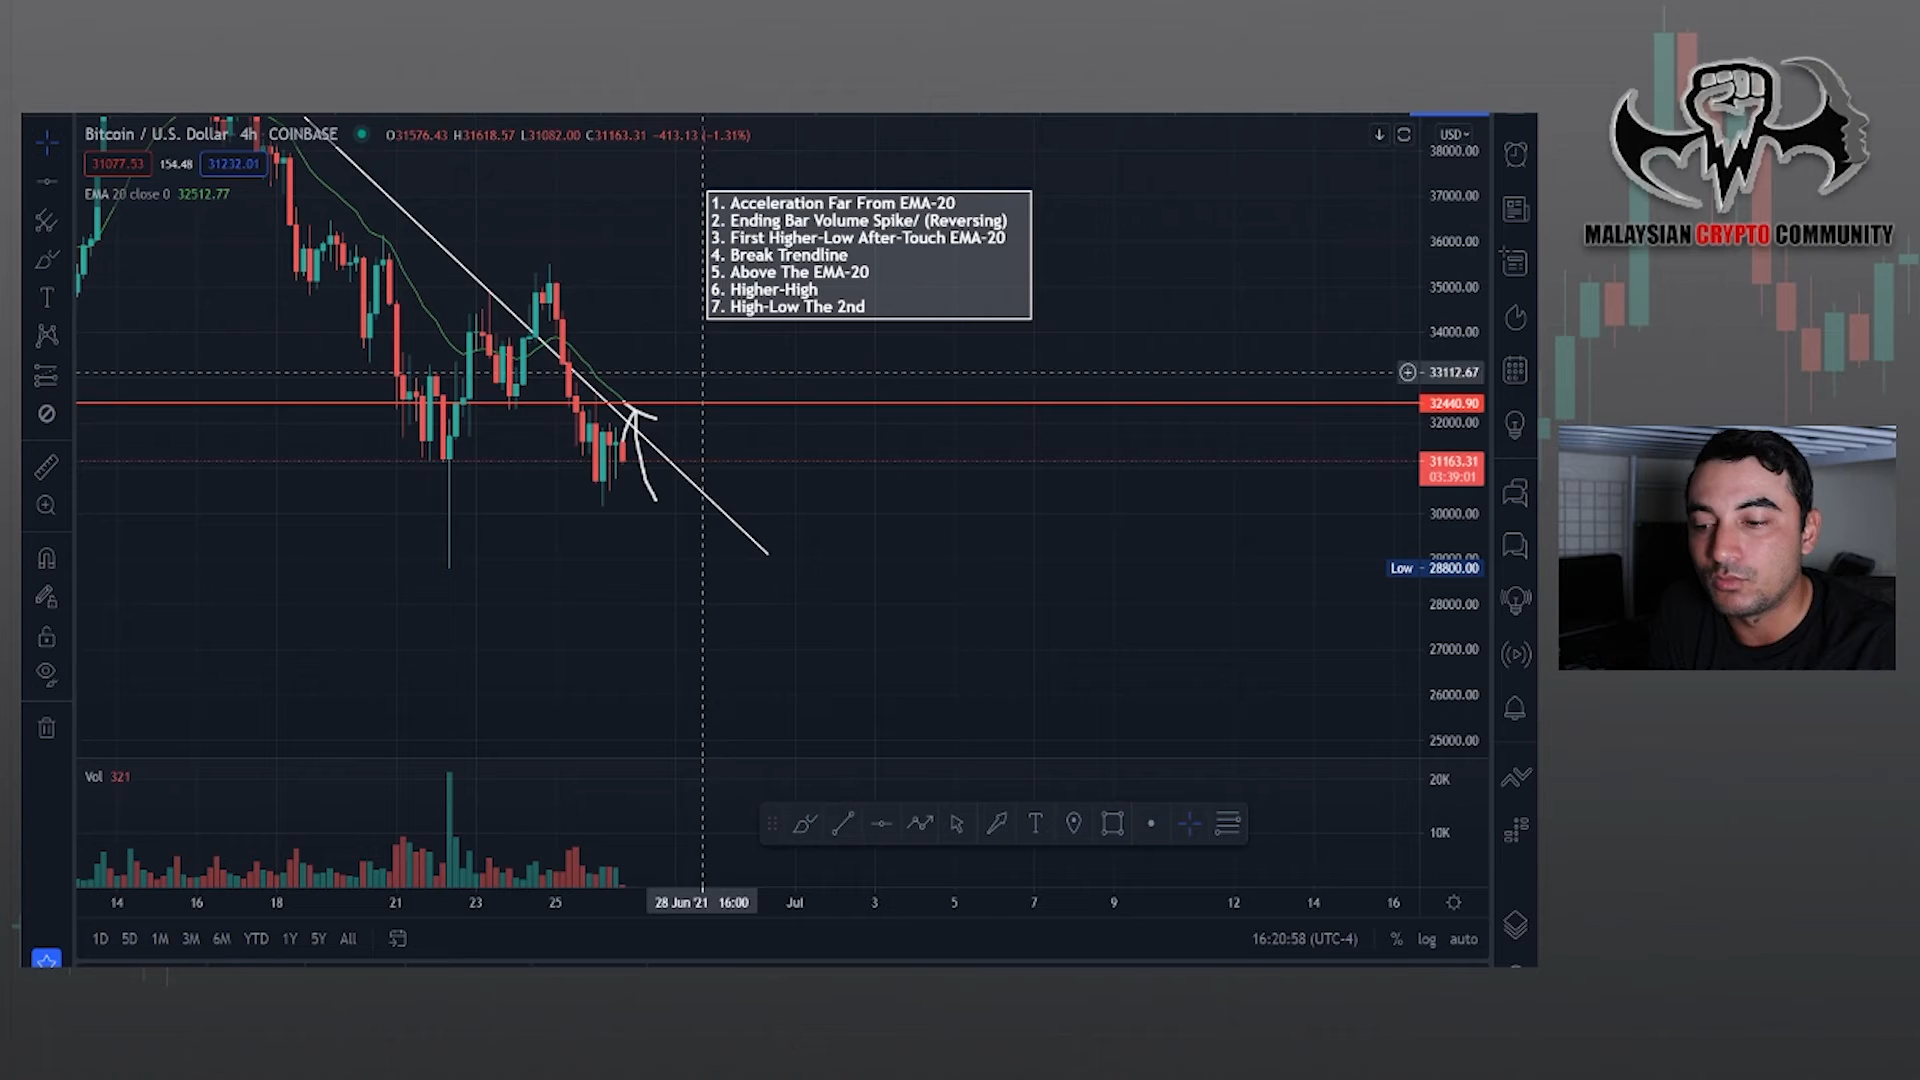 Bitcoin / U.S. Dollar 4h COINBASE O31576.43 H31618.57 L31082.00 C31163.31 −413.13 (−1.31%)
31077.53 154.48 31232.01
EMA 20 close 0 32512.77
1. Acceleration Far From EMA-20
2. Ending Bar Volume Spike/ (Reversing)
3. First Higher-Low After-Touch EMA-20
4. Break Trendline
5. Above The EMA-20
6. Higher-High
7. High-Low The 2nd
USD
38000.00
37000.00
36000.00
35000.00
34000.00
33112.67
32440.90
32000.00
31163.31
03:39:01
30000.00
29000.00
Low 28800.00
28000.00
27000.00
26000.00
25000.00
Vol 321
20K
10K
14 16 18 21 23 25 28 Jun '21 16:00 Jul 3 5 7 9 12 14 16
1D 5D 1M 3M 6M YTD 1Y 5Y All
16:20:58 (UTC-4) % log auto
MALAYSIAN CRYPTO COMMUNITY